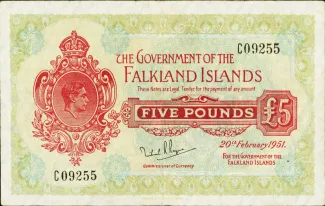 C09255
THE GOVERNMENT OF THE
FALKLAND ISLANDS
These Notes are Legal Tender for the payment of any amount
FIVE POUNDS
£5
20th February 1951.
C09255
Commissioner of Currency
FOR THE GOVERNMENT OF THE
FALKLAND ISLANDS